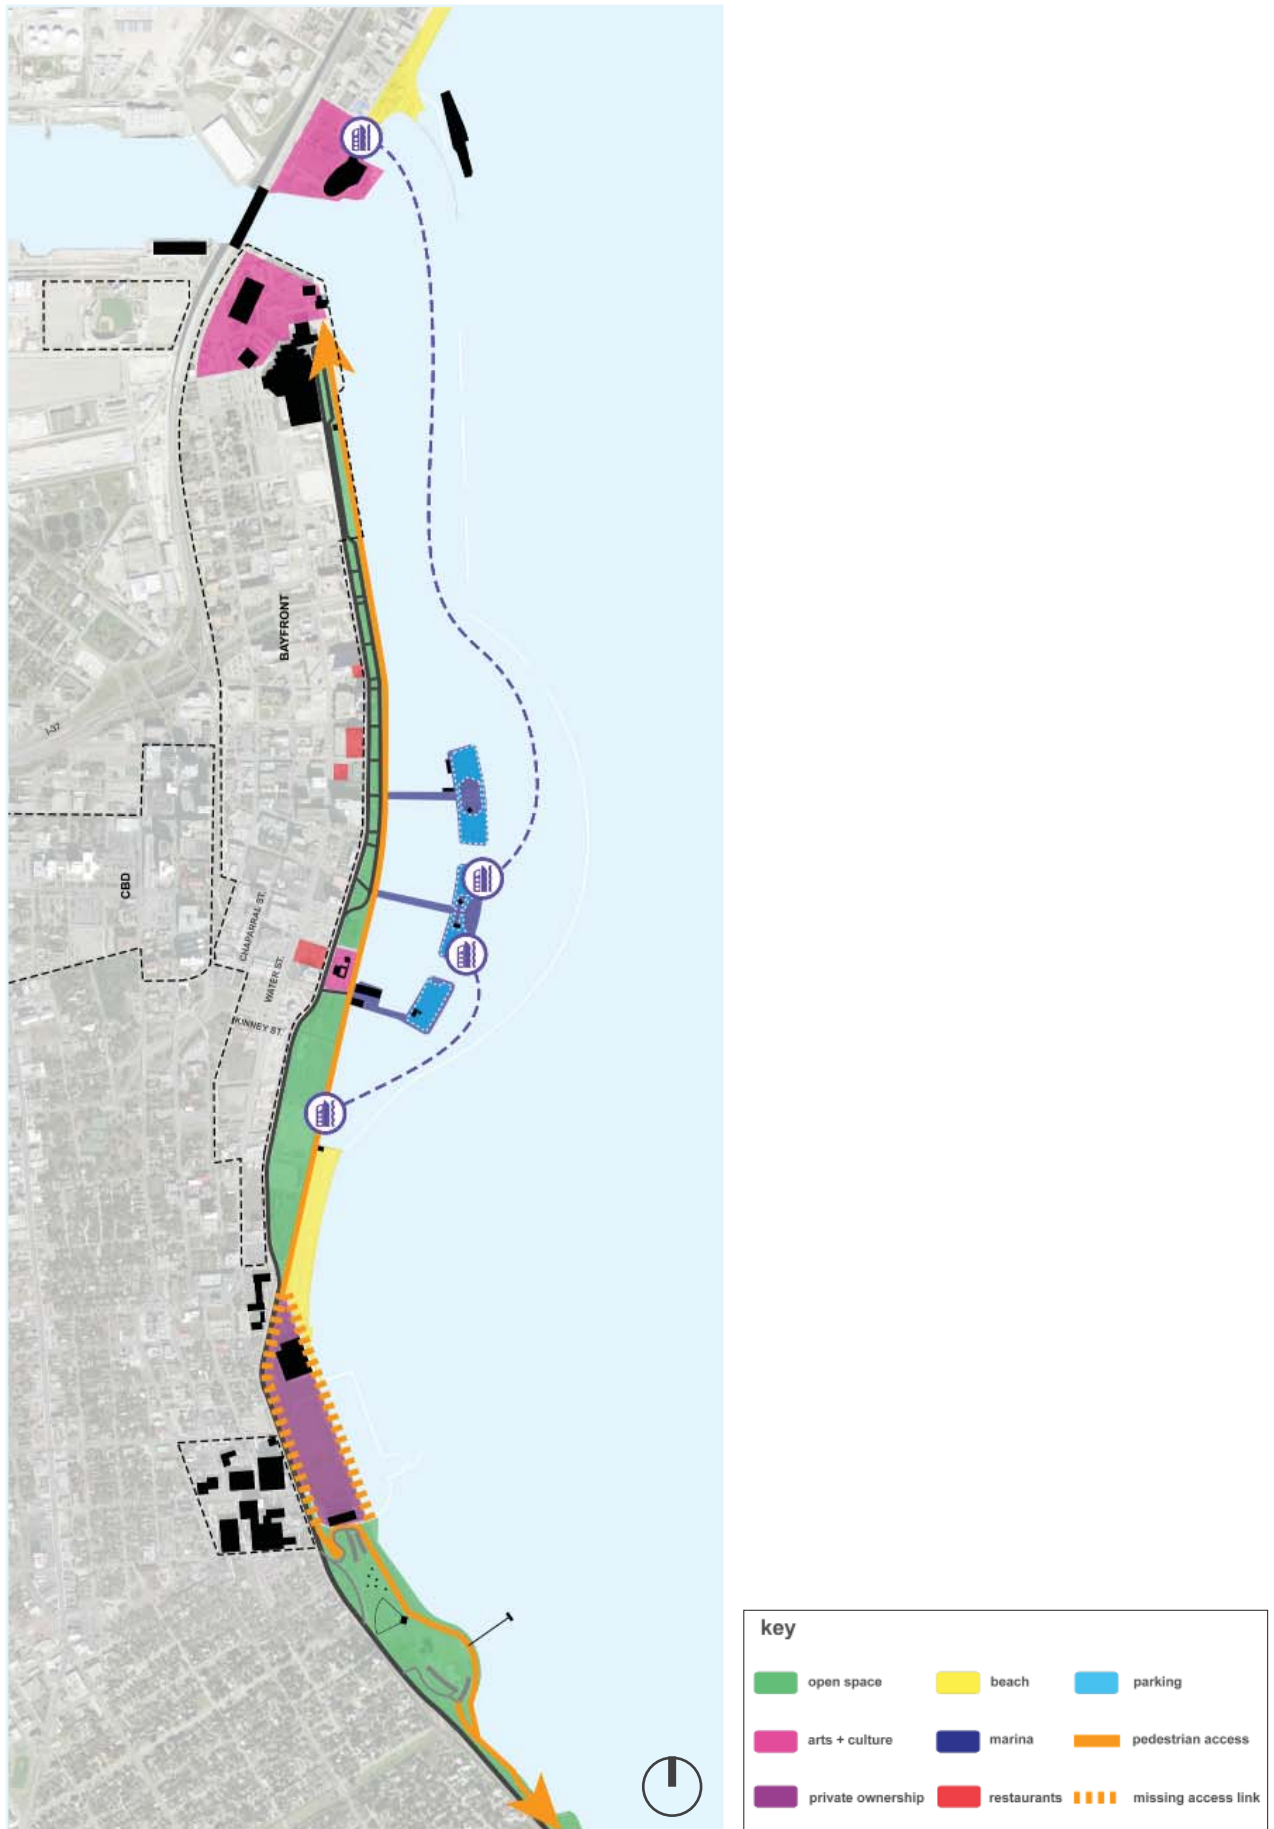 BAYFRONT
I-37
CBD
CHAPARRAL ST.
WATER ST.
KINNEY ST.
key
open space
beach
parking
arts + culture
marina
pedestrian access
private ownership
restaurants
missing access link